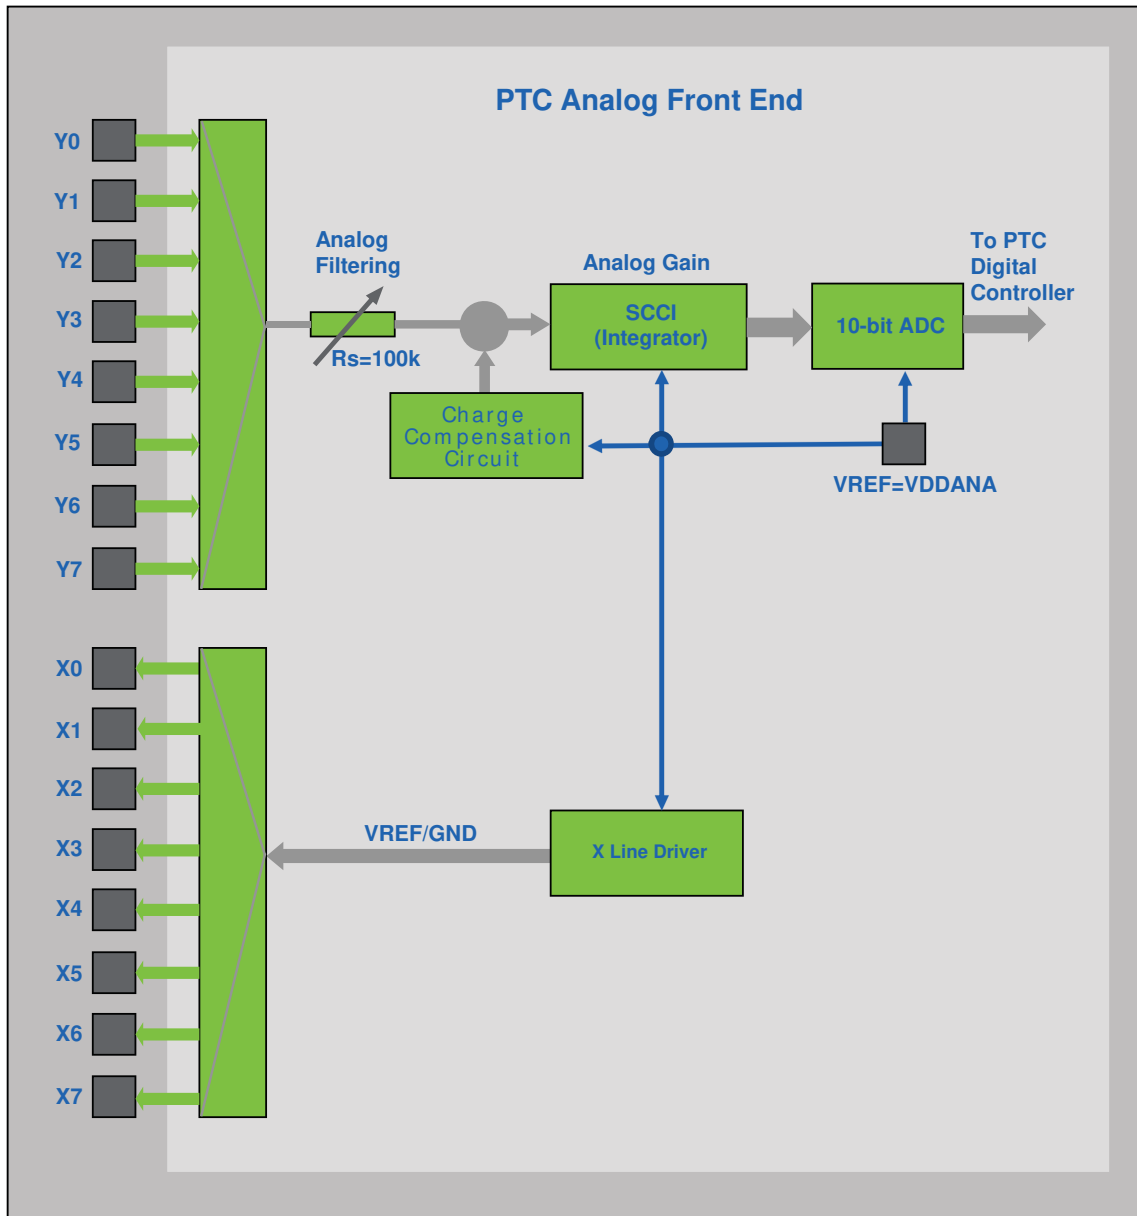 PTC Analog Front End
Y0
Y1
Y2
Y3
Y4
Y5
Y6
Y7
Analog
Filtering
Rs=100k
Analog Gain
SCCI
(Integrator)
10-bit ADC
To PTC
Digital
Controller
Charge
Compensation
Circuit
VREF=VDDANA
X0
X1
X2
X3
X4
X5
X6
X7
VREF/GND
X Line Driver